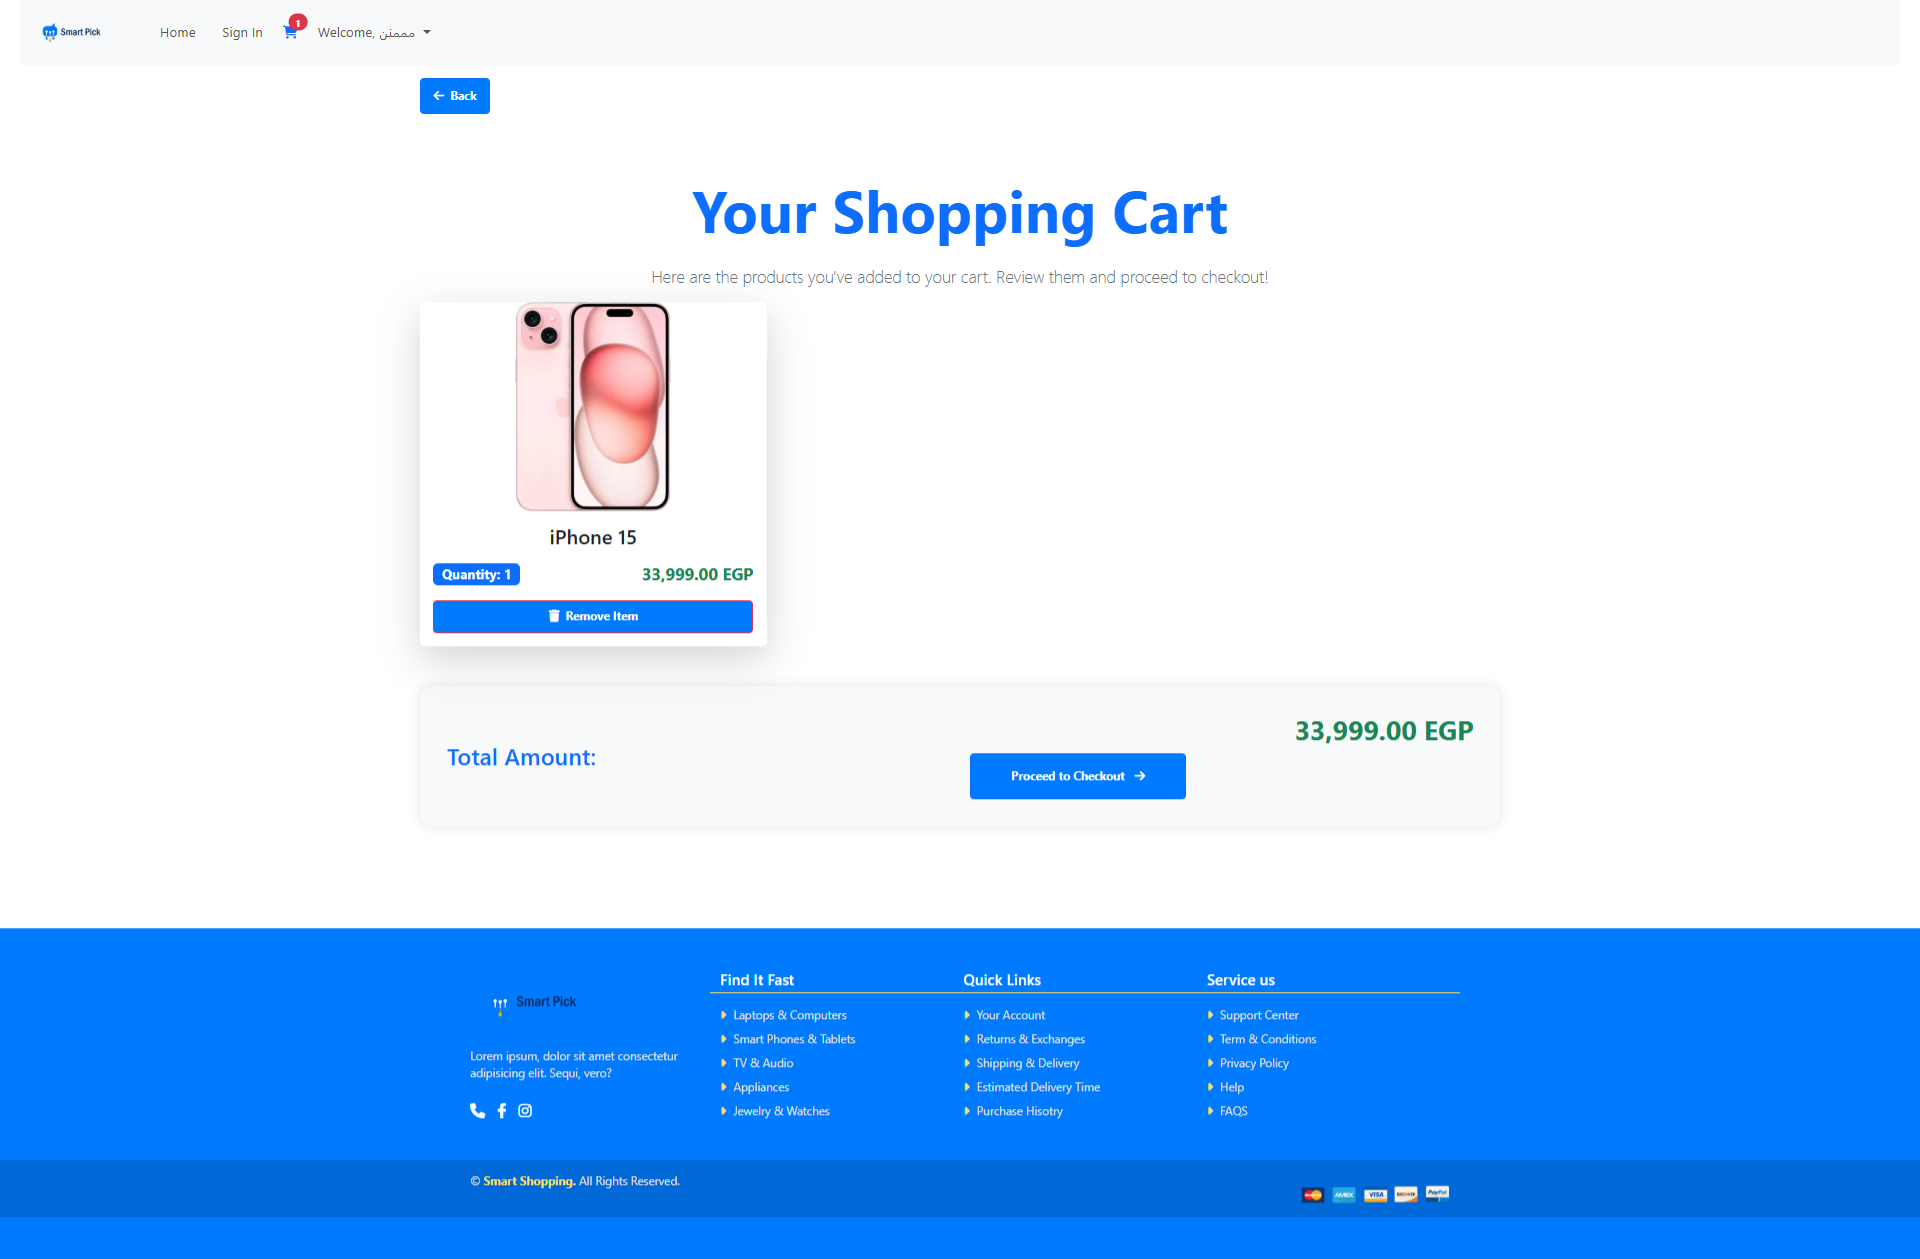 Smart Pick
Home
Sign In
1
Welcome, مممنن
Back
Your Shopping Cart
Here are the products you've added to your cart. Review them and proceed to checkout!
iPhone 15
Quantity: 1
33,999.00 EGP
Remove Item
33,999.00 EGP
Total Amount:
Proceed to Checkout
Smart Pick
Lorem ipsum, dolor sit amet consectetur
adipisicing elit. Sequi, vero?
Find It Fast
Laptops & Computers
Smart Phones & Tablets
TV & Audio
Appliances
Jewelry & Watches
Quick Links
Your Account
Returns & Exchanges
Shipping & Delivery
Estimated Delivery Time
Purchase Hisotry
Service us
Support Center
Term & Conditions
Privacy Policy
Help
FAQS
© Smart Shopping. All Rights Reserved.
AMEX
VISA
DISCOVER
PayPal